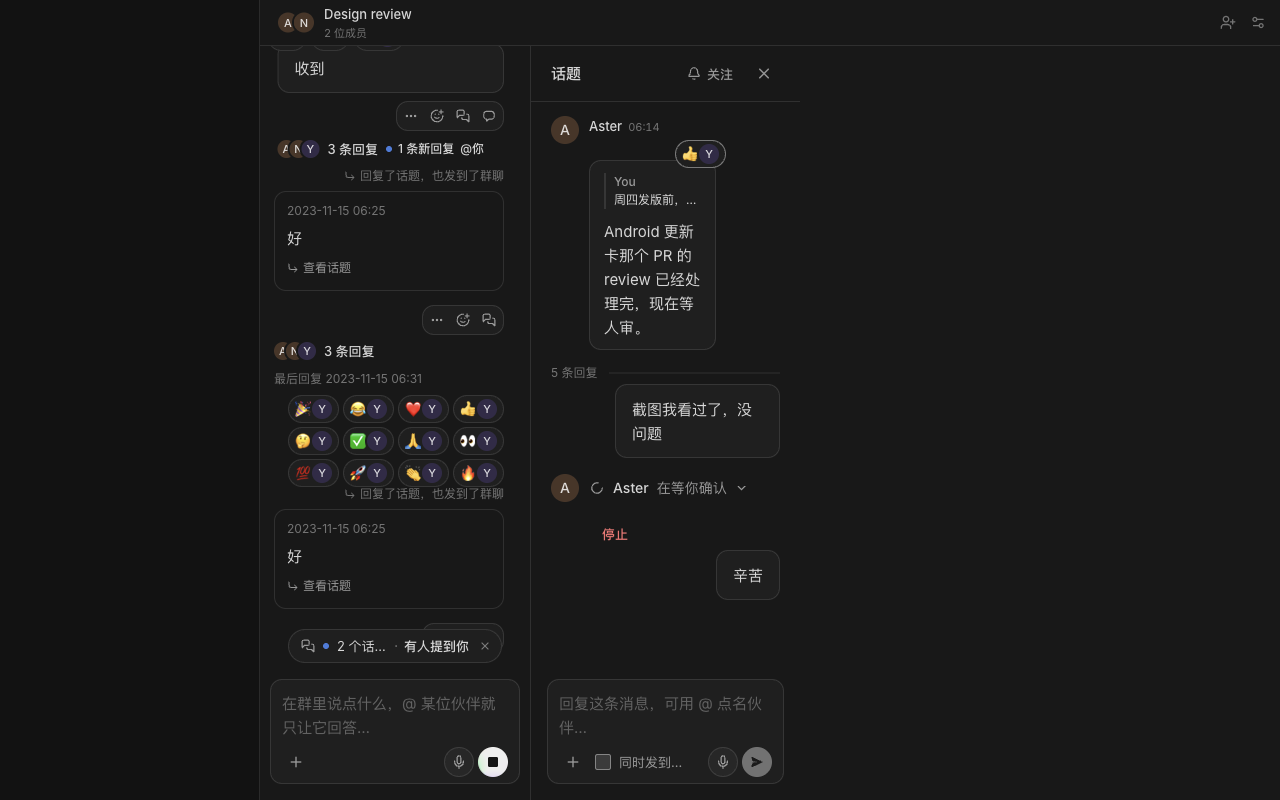 A N
Design review
2 位成员
收到
A N Y 3 条回复 1 条新回复 @你
回复了话题，也发到了群聊
2023-11-15 06:25
好
查看话题
A N Y 3 条回复
最后回复 2023-11-15 06:31
🎉 Y 😂 Y ❤️ Y 👍 Y
🤔 Y ✅ Y 🙏 Y 👀 Y
💯 Y 🚀 Y 👏 Y 🔥 Y
回复了话题，也发到了群聊
2023-11-15 06:25
好
查看话题
2 个话... · 有人提到你
在群里说点什么，@ 某位伙伴就
只让它回答...
话题
关注
A
Aster 06:14
👍 Y
You
周四发版前，...
Android 更新
卡那个 PR 的
review 已经处
理完，现在等
人审。
5 条回复
截图我看过了，没
问题
A Aster 在等你确认
停止
辛苦
回复这条消息，可用 @ 点名伙
伴...
同时发到...